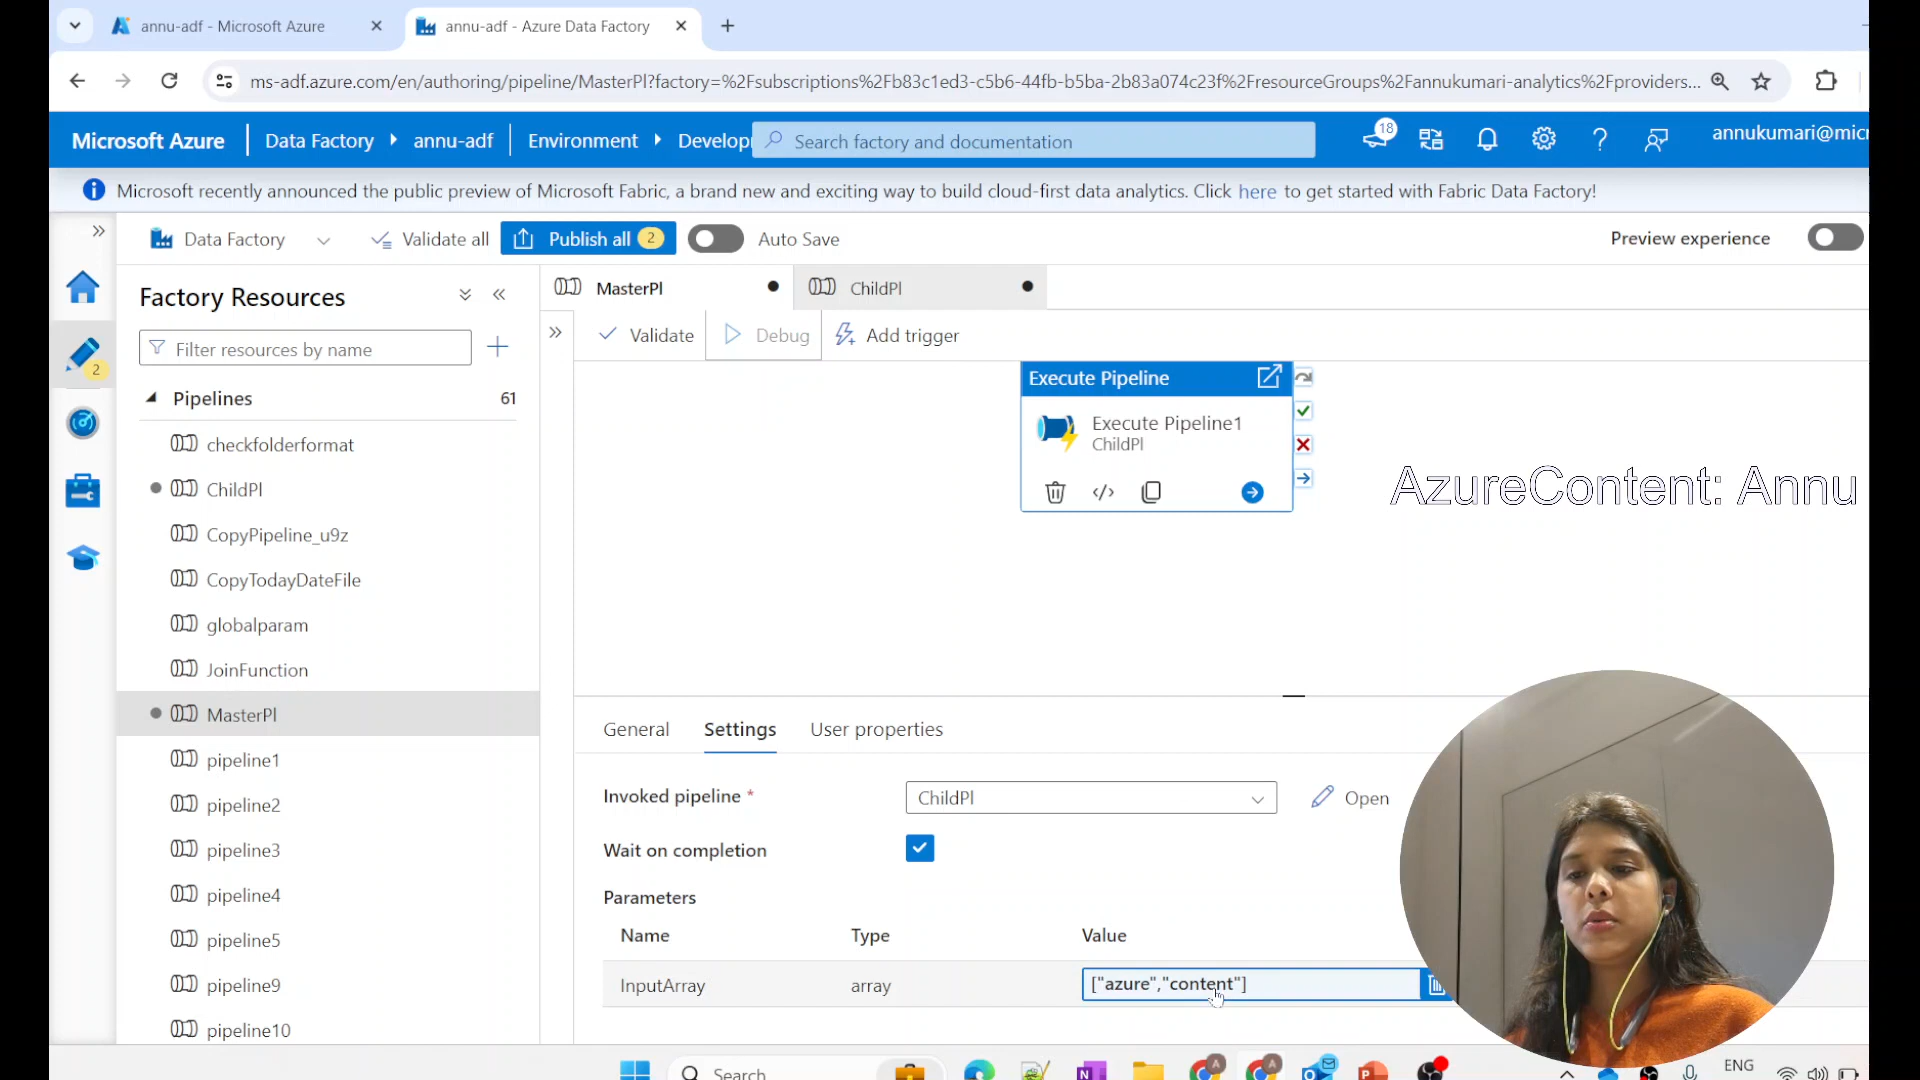 annu-adf - Microsoft Azure
annu-adf - Azure Data Factory
ms-adf.azure.com/en/authoring/pipeline/MasterPl?factory=%2Fsubscriptions%2Fb83c1ed3-c5b6-44fb-b5ba-2b83a074c23f%2FresourceGroups%2Fannukumari-analytics%2Fproviders...
Microsoft Azure
Data Factory
annu-adf
Environment
Develop
Search factory and documentation
18
annukumari@micr
Microsoft recently announced the public preview of Microsoft Fabric, a brand new and exciting way to build cloud-first data analytics. Click here to get started with Fabric Data Factory!
Data Factory
Validate all
Publish all 2
Auto Save
Preview experience
Factory Resources
MasterPl
ChildPl
Validate
Debug
Add trigger
Filter resources by name
2
Pipelines 61
checkfolderformat
ChildPl
CopyPipeline_u9z
CopyTodayDateFile
globalparam
JoinFunction
MasterPl
pipeline1
pipeline2
pipeline3
pipeline4
pipeline5
pipeline9
pipeline10
Execute Pipeline
Execute Pipeline1
ChildPl
AzureContent: Annu
General
Settings
User properties
Invoked pipeline *
ChildPl
Open
Wait on completion
Parameters
Name Type Value
InputArray array ["azure","content"]
Search
ENG